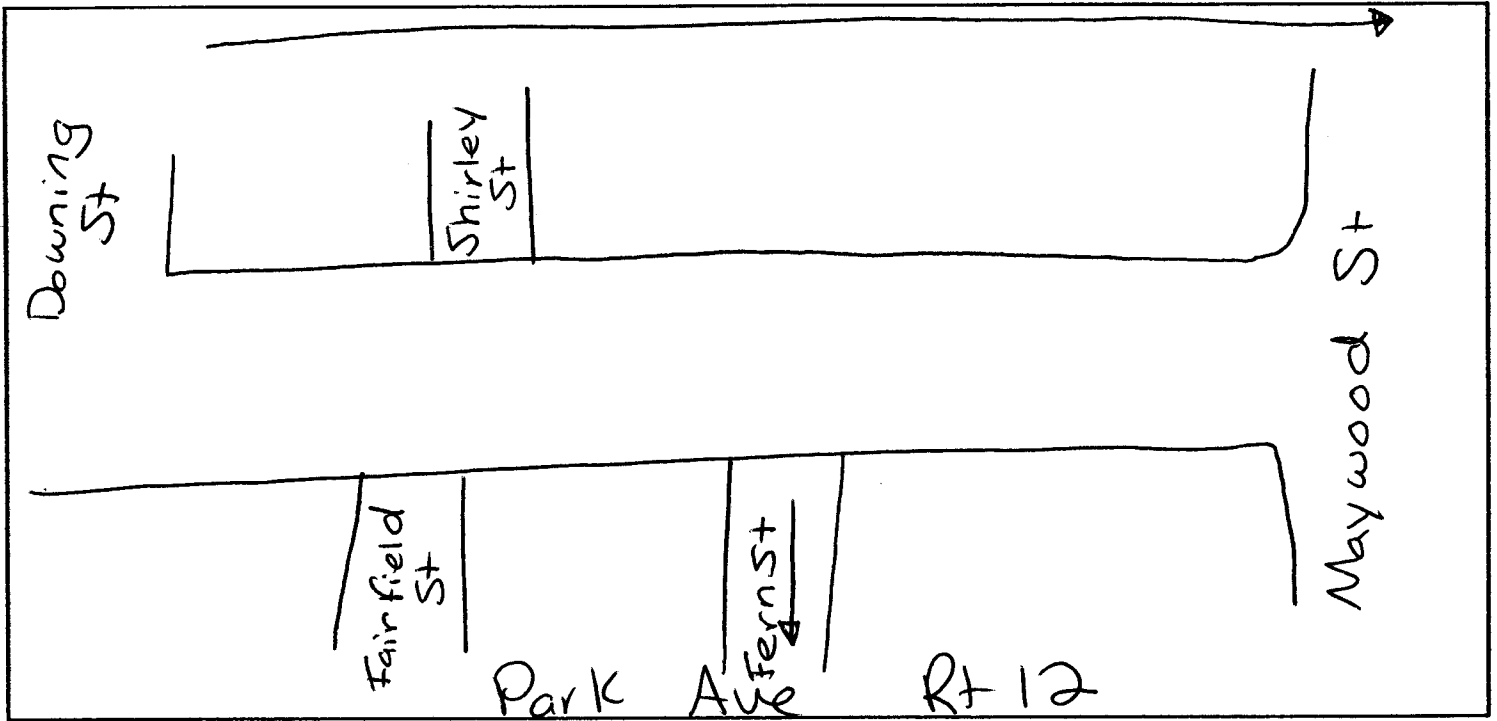 Downing
St
Shirley
St
Maywood St
Fairfield
St
Fern St
Park Ave Rt 12